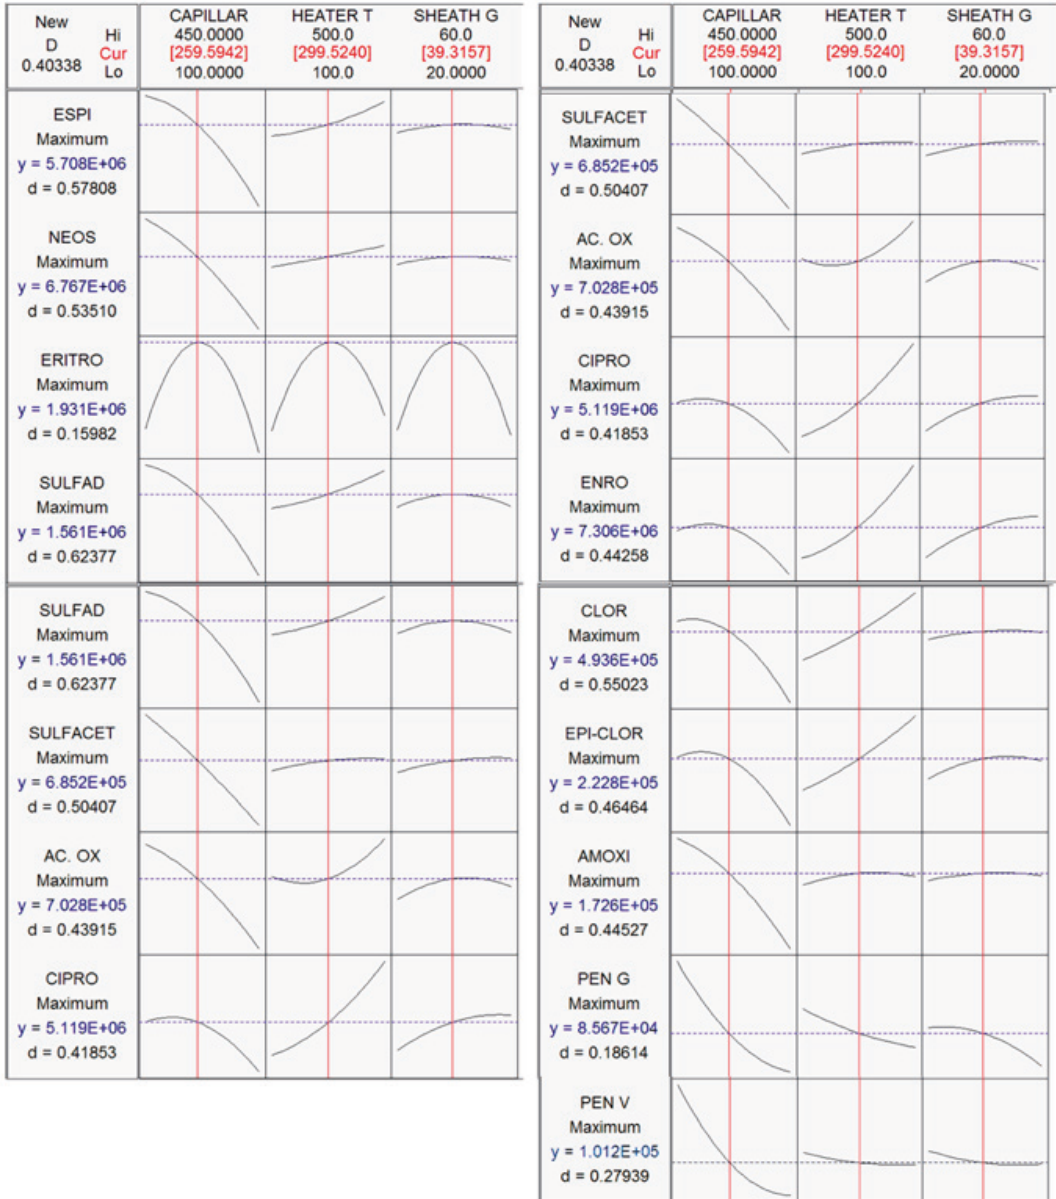 New
D
0.40338
Hi
Cur
Lo
CAPILLAR
450.0000
[259.5942]
100.0000
HEATER T
500.0
[299.5240]
100.0
SHEATH G
60.0
[39.3157]
20.0000
ESPI
Maximum
y = 5.708E+06
d = 0.57808
NEOS
Maximum
y = 6.767E+06
d = 0.53510
ERITRO
Maximum
y = 1.931E+06
d = 0.15982
SULFAD
Maximum
y = 1.561E+06
d = 0.62377
SULFAD
Maximum
y = 1.561E+06
d = 0.62377
SULFACET
Maximum
y = 6.852E+05
d = 0.50407
AC. OX
Maximum
y = 7.028E+05
d = 0.43915
CIPRO
Maximum
y = 5.119E+06
d = 0.41853
New
D
0.40338
Hi
Cur
Lo
CAPILLAR
450.0000
[259.5942]
100.0000
HEATER T
500.0
[299.5240]
100.0
SHEATH G
60.0
[39.3157]
20.0000
SULFACET
Maximum
y = 6.852E+05
d = 0.50407
AC. OX
Maximum
y = 7.028E+05
d = 0.43915
CIPRO
Maximum
y = 5.119E+06
d = 0.41853
ENRO
Maximum
y = 7.306E+06
d = 0.44258
CLOR
Maximum
y = 4.936E+05
d = 0.55023
EPI-CLOR
Maximum
y = 2.228E+05
d = 0.46464
AMOXI
Maximum
y = 1.726E+05
d = 0.44527
PEN G
Maximum
y = 8.567E+04
d = 0.18614
PEN V
Maximum
y = 1.012E+05
d = 0.27939